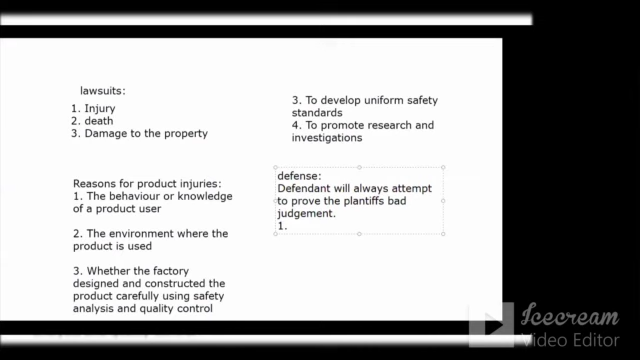 lawsuits:
1. Injury
2. death
3. Damage to the property
Reasons for product injuries:
1. The behaviour or knowledge
of a product user
2. The environment where the
product is used
3. Whether the factory
designed and constructed the
product carefully using safety
analysis and quality control
3. To develop uniform safety
standards
4. To promote research and
investigations
defense:
Defendant will always attempt
to prove the plantiffs bad
judgement.
1.
Icecream
Video Editor